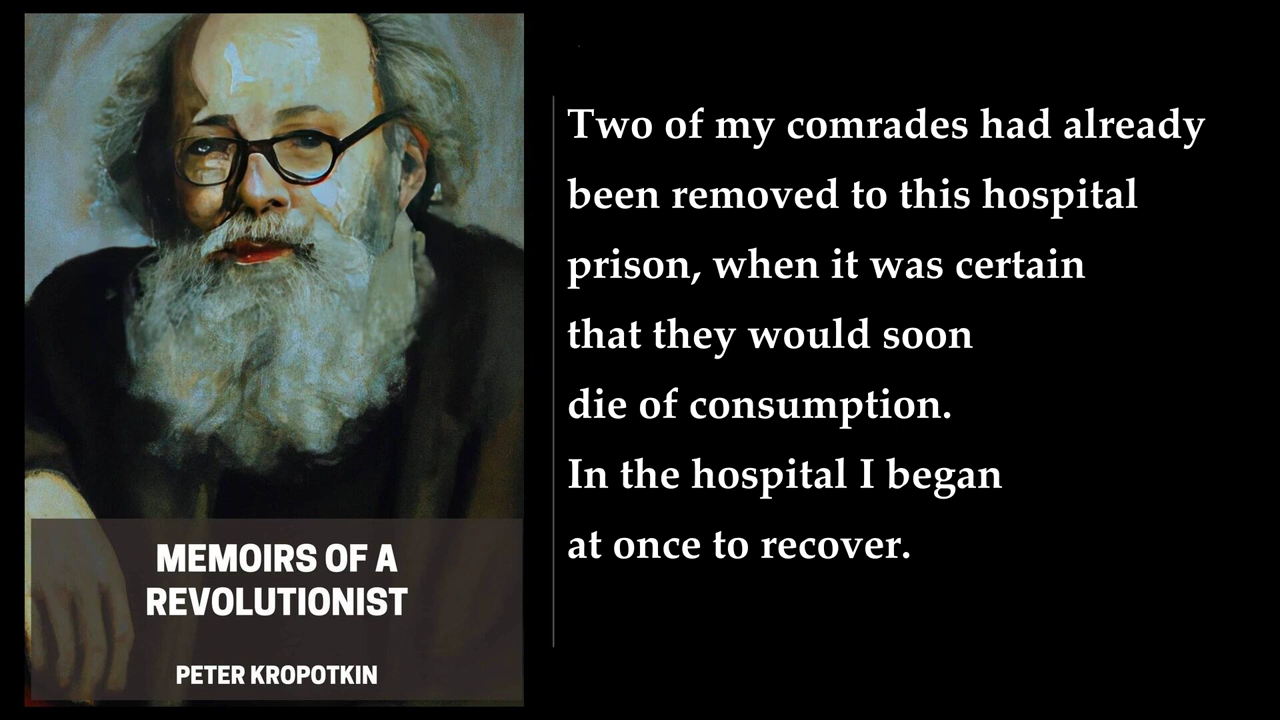 MEMOIRS OF A
REVOLUTIONIST
PETER KROPOTKIN
Two of my comrades had already
been removed to this hospital
prison, when it was certain
that they would soon
die of consumption.
In the hospital I began
at once to recover.